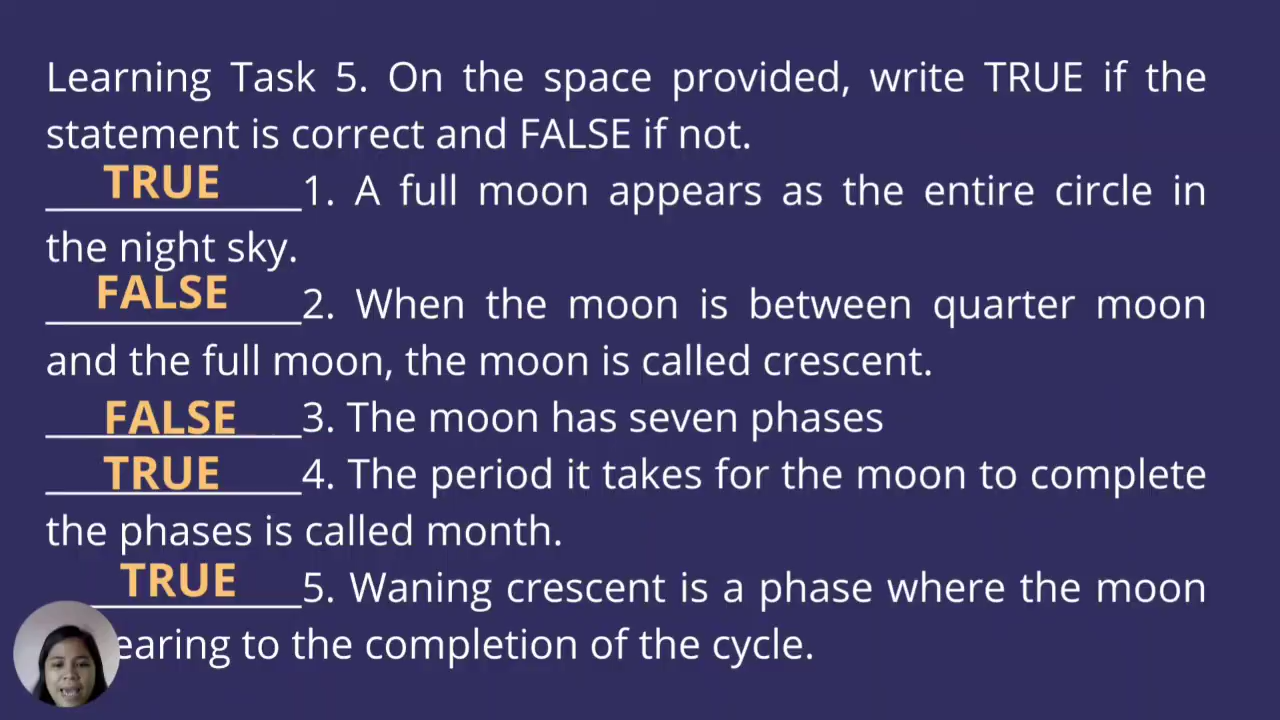 Learning Task 5. On the space provided, write TRUE if the
statement is correct and FALSE if not.
TRUE 1. A full moon appears as the entire circle in
the night sky.
FALSE 2. When the moon is between quarter moon
and the full moon, the moon is called crescent.
FALSE 3. The moon has seven phases
TRUE 4. The period it takes for the moon to complete
the phases is called month.
TRUE 5. Waning crescent is a phase where the moon
to the completion of the cycle.